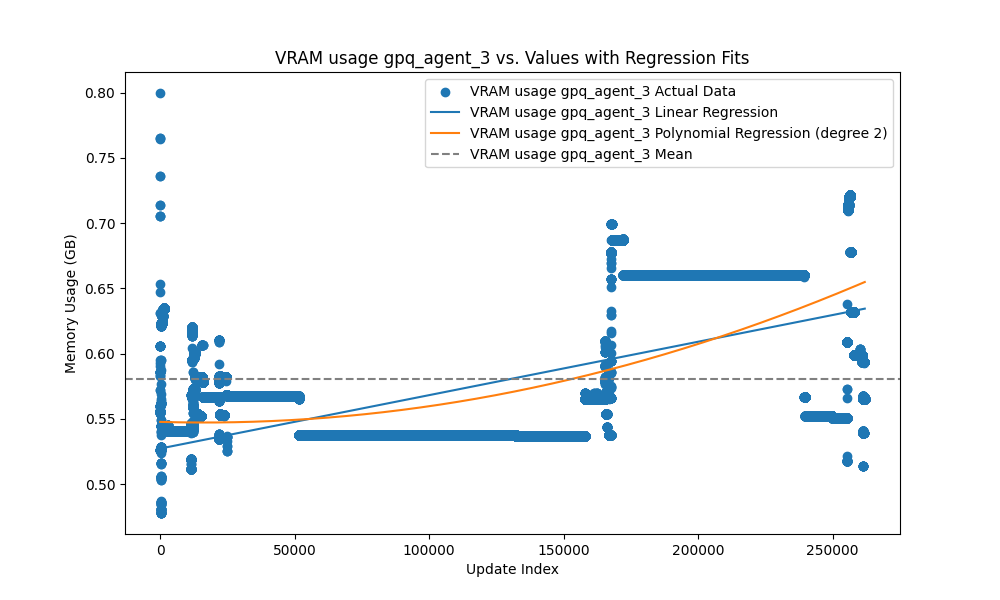 VRAM usage gpq_agent_3 vs. Values with Regression Fits
VRAM usage gpq_agent_3 Actual Data
VRAM usage gpq_agent_3 Linear Regression
VRAM usage gpq_agent_3 Polynomial Regression (degree 2)
VRAM usage gpq_agent_3 Mean
Memory Usage (GB)
0.80
0.75
0.70
0.65
0.60
0.55
0.50
0 50000 100000 150000 200000 250000
Update Index